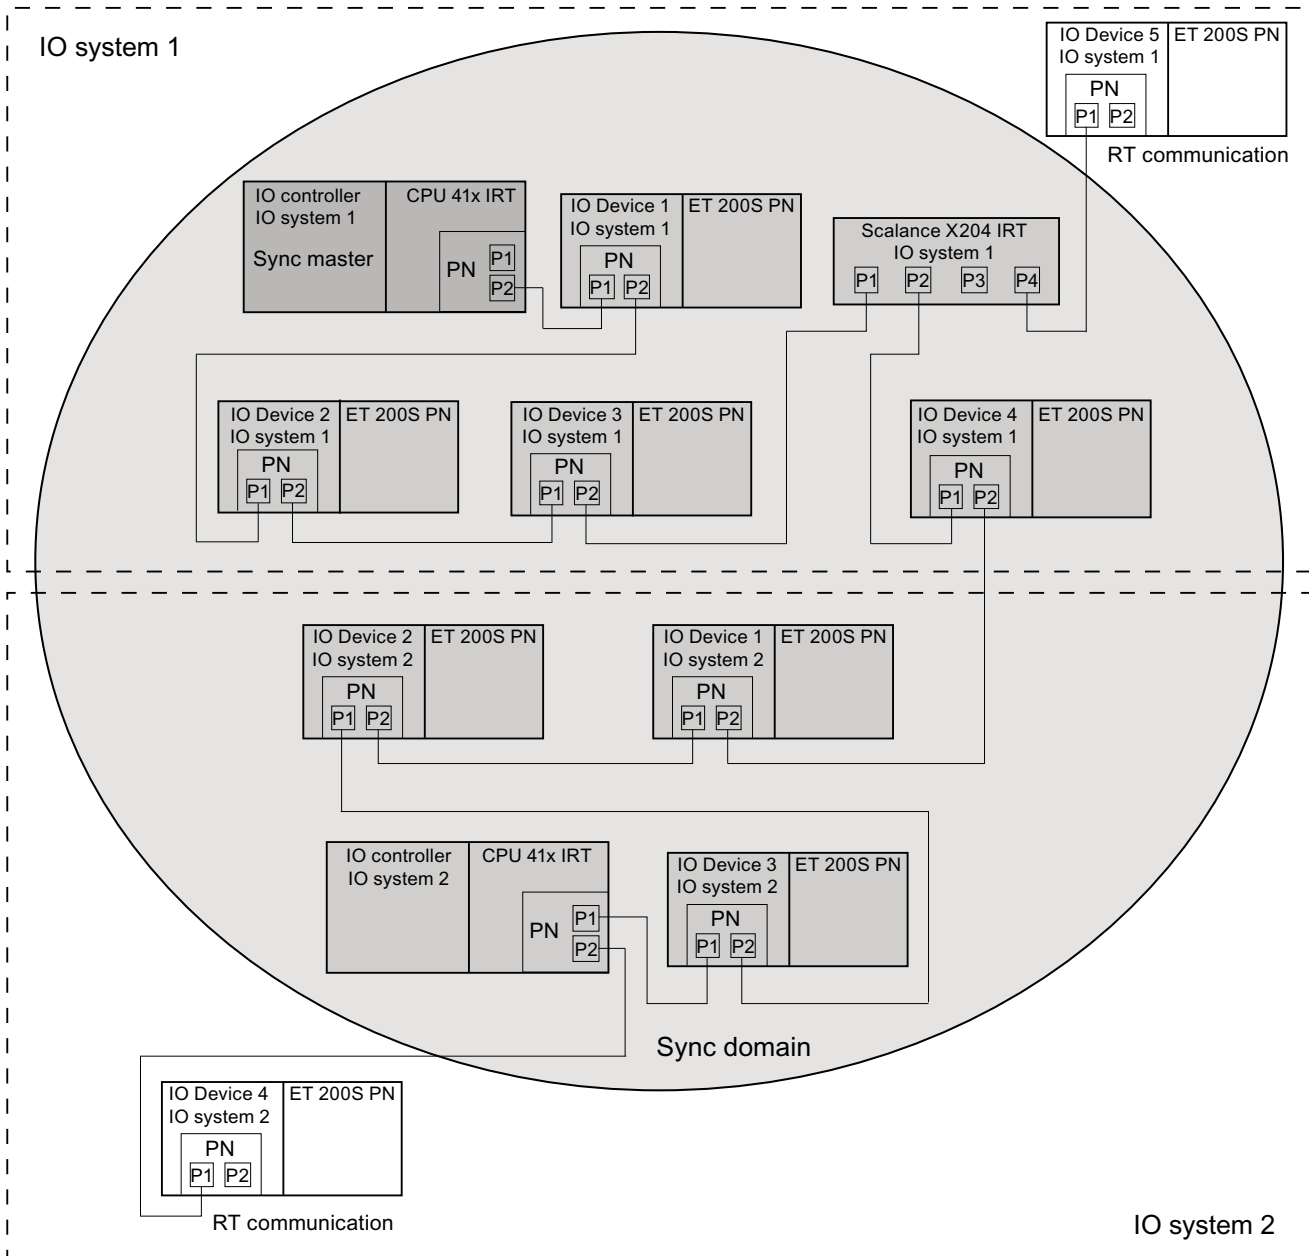 IO system 1
IO Device 5
IO system 1
ET 200S PN
PN
P1 P2
RT communication
IO controller
IO system 1
Sync master
CPU 41x IRT
PN
P1
P2
IO Device 1
IO system 1
ET 200S PN
PN
P1 P2
Scalance X204 IRT
IO system 1
P1 P2 P3 P4
IO Device 2
IO system 1
ET 200S PN
PN
P1 P2
IO Device 3
IO system 1
ET 200S PN
PN
P1 P2
IO Device 4
IO system 1
ET 200S PN
PN
P1 P2
IO Device 2
IO system 2
ET 200S PN
PN
P1 P2
IO Device 1
IO system 2
ET 200S PN
PN
P1 P2
IO controller
IO system 2
CPU 41x IRT
PN
P1
P2
IO Device 3
IO system 2
ET 200S PN
PN
P1 P2
Sync domain
IO Device 4
IO system 2
ET 200S PN
PN
P1 P2
RT communication
IO system 2